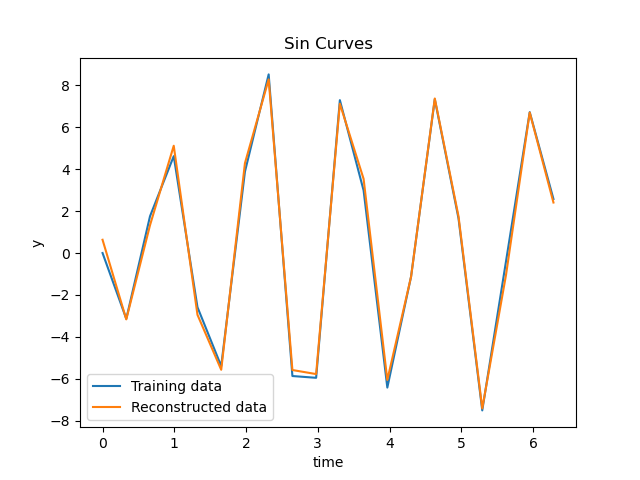 Sin Curves
8
6
4
2
0
−2
−4
−6
−8
y
Training data
Reconstructed data
0 1 2 3 4 5 6
time